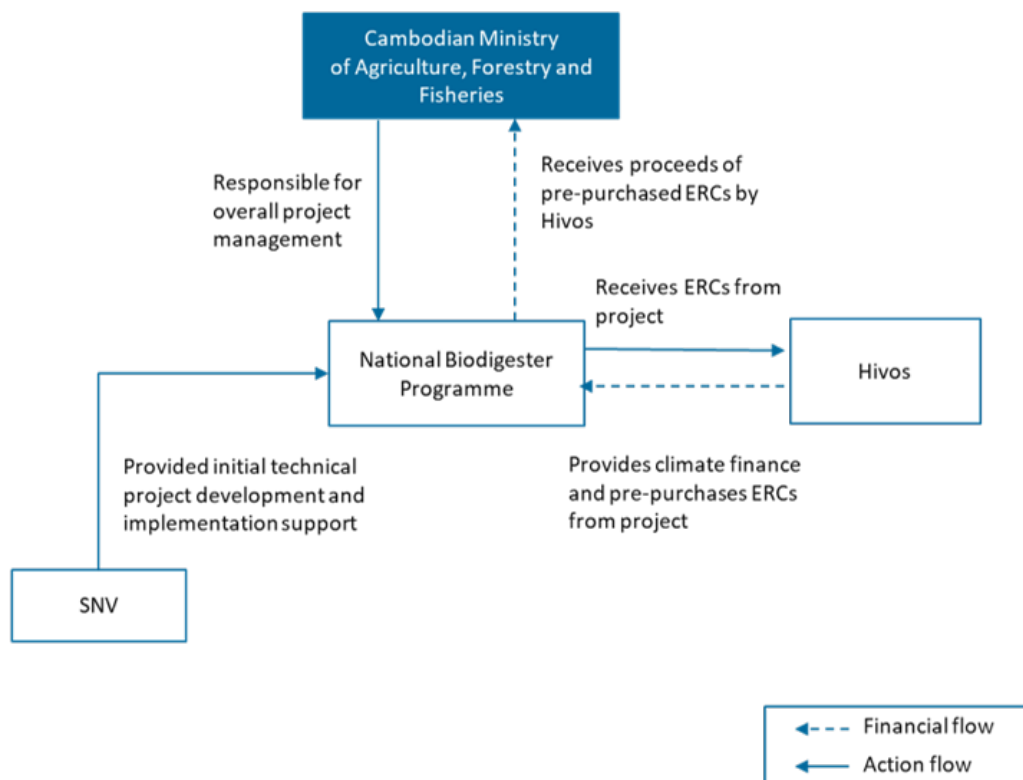 Cambodian Ministry
of Agriculture, Forestry and
Fisheries
Responsible for
overall project
management
Receives proceeds of
pre-purchased ERCs by
Hivos
Receives ERCs from
project
National Biodigester
Programme
Hivos
Provided initial technical
project development and
implementation support
Provides climate finance
and pre-purchases ERCs
from project
SNV
Financial flow
Action flow